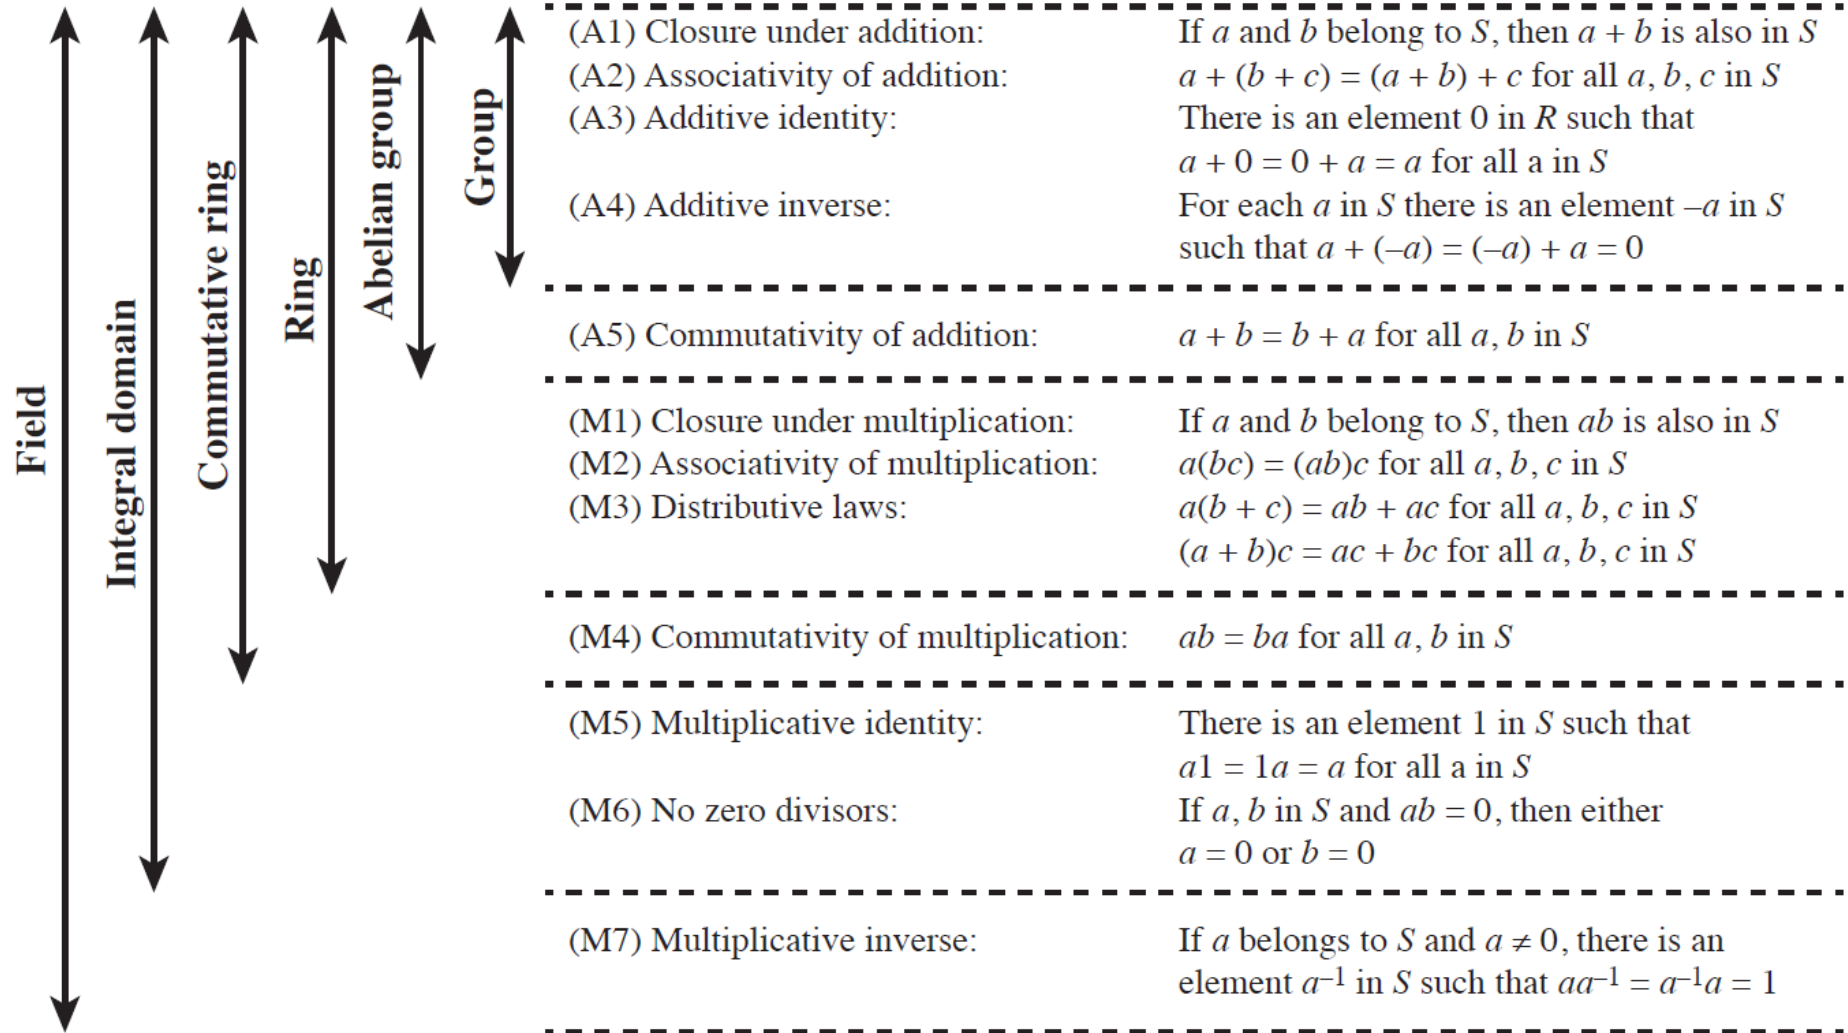 Field
Integral domain
Commutative ring
Ring
Abelian group
Group
(A1) Closure under addition: If a and b belong to S, then a + b is also in S
(A2) Associativity of addition: a + (b + c) = (a + b) + c for all a, b, c in S
(A3) Additive identity: There is an element 0 in R such that
a + 0 = 0 + a = a for all a in S
(A4) Additive inverse: For each a in S there is an element –a in S
such that a + (–a) = (–a) + a = 0
(A5) Commutativity of addition: a + b = b + a for all a, b in S
(M1) Closure under multiplication: If a and b belong to S, then ab is also in S
(M2) Associativity of multiplication: a(bc) = (ab)c for all a, b, c in S
(M3) Distributive laws: a(b + c) = ab + ac for all a, b, c in S
(a + b)c = ac + bc for all a, b, c in S
(M4) Commutativity of multiplication: ab = ba for all a, b in S
(M5) Multiplicative identity: There is an element 1 in S such that
a1 = 1a = a for all a in S
(M6) No zero divisors: If a, b in S and ab = 0, then either
a = 0 or b = 0
(M7) Multiplicative inverse: If a belongs to S and a ≠ 0, there is an
element a⁻¹ in S such that aa⁻¹ = a⁻¹a = 1